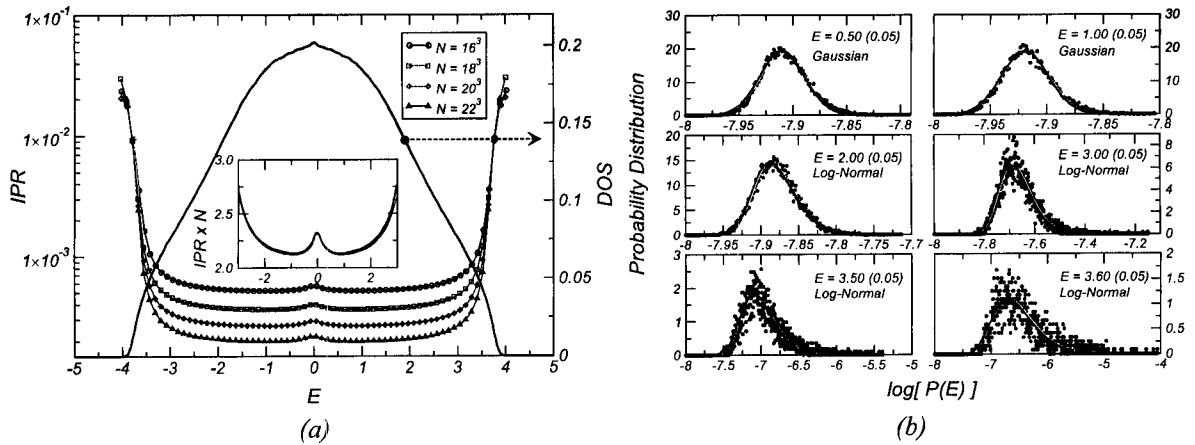 1×10⁻¹
1×10⁻²
1×10⁻³
IPR
N = 16³
N = 18³
N = 20³
N = 22³
0.2
0.15
0.1
0.05
0
DOS
3.0
2.5
2.0
IPR x N
-2 0 2
-5 -4 -3 -2 -1 0 1 2 3 4 5
E
(a)
Probability Distribution
30
20
10
0
E = 0.50 (0.05)
Gaussian
-8 -7.95 -7.9 -7.85 -7.8
E = 1.00 (0.05)
Gaussian
30
20
10
0
-8 -7.95 -7.9 -7.85 -7.8
20
15
10
5
0
E = 2.00 (0.05)
Log-Normal
-8 -7.95 -7.9 -7.85 -7.8 -7.75 -7.7
E = 3.00 (0.05)
Log-Normal
8
6
4
2
0
-8 -7.8 -7.6 -7.4 -7.2
3
2
1
0
E = 3.50 (0.05)
Log-Normal
-8 -7.5 -7 -6.5 -6 -5.5 -5
E = 3.60 (0.05)
Log-Normal
2
1.5
1
0.5
0
-8 -7 -6 -5 -4
log[ P(E) ]
(b)